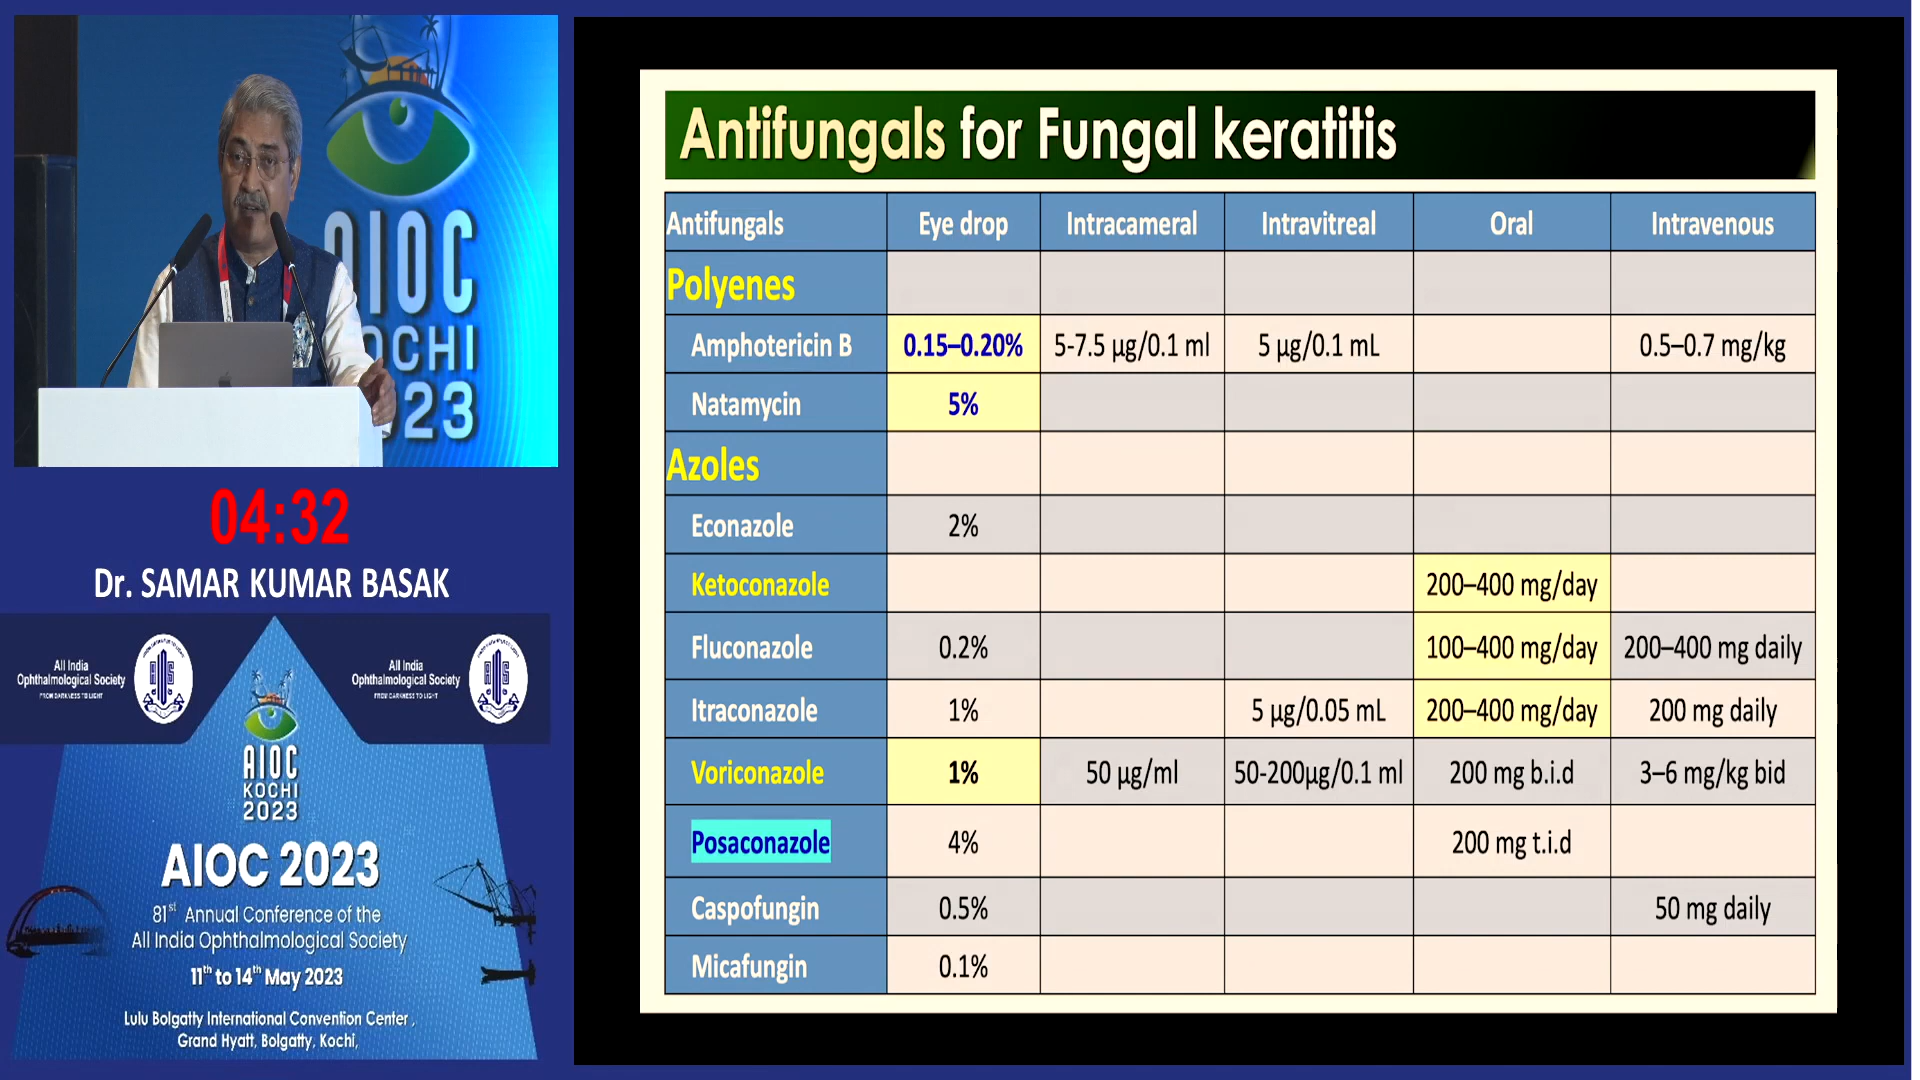 AIOC
KOCHI
2023
04:32
Dr. SAMAR KUMAR BASAK
All India
Ophthalmological Society
FROM DARKNESS TO LIGHT
All India
Ophthalmological Society
FROM DARKNESS TO LIGHT
AIOC
KOCHI
2023
AIOC 2023
81st Annual Conference of the
All India Ophthalmological Society
11th to 14th May 2023
Lulu Bolgatty International Convention Center ,
Grand Hyatt, Bolgatty, Kochi,
Antifungals for Fungal keratitis
Antifungals Eye drop Intracameral Intravitreal Oral Intravenous
Polyenes
Amphotericin B 0.15–0.20% 5-7.5 µg/0.1 ml 5 µg/0.1 mL 0.5–0.7 mg/kg
Natamycin 5%
Azoles
Econazole 2%
Ketoconazole 200–400 mg/day
Fluconazole 0.2% 100–400 mg/day 200–400 mg daily
Itraconazole 1% 5 µg/0.05 mL 200–400 mg/day 200 mg daily
Voriconazole 1% 50 µg/ml 50-200µg/0.1 ml 200 mg b.i.d 3–6 mg/kg bid
Posaconazole 4% 200 mg t.i.d
Caspofungin 0.5% 50 mg daily
Micafungin 0.1%